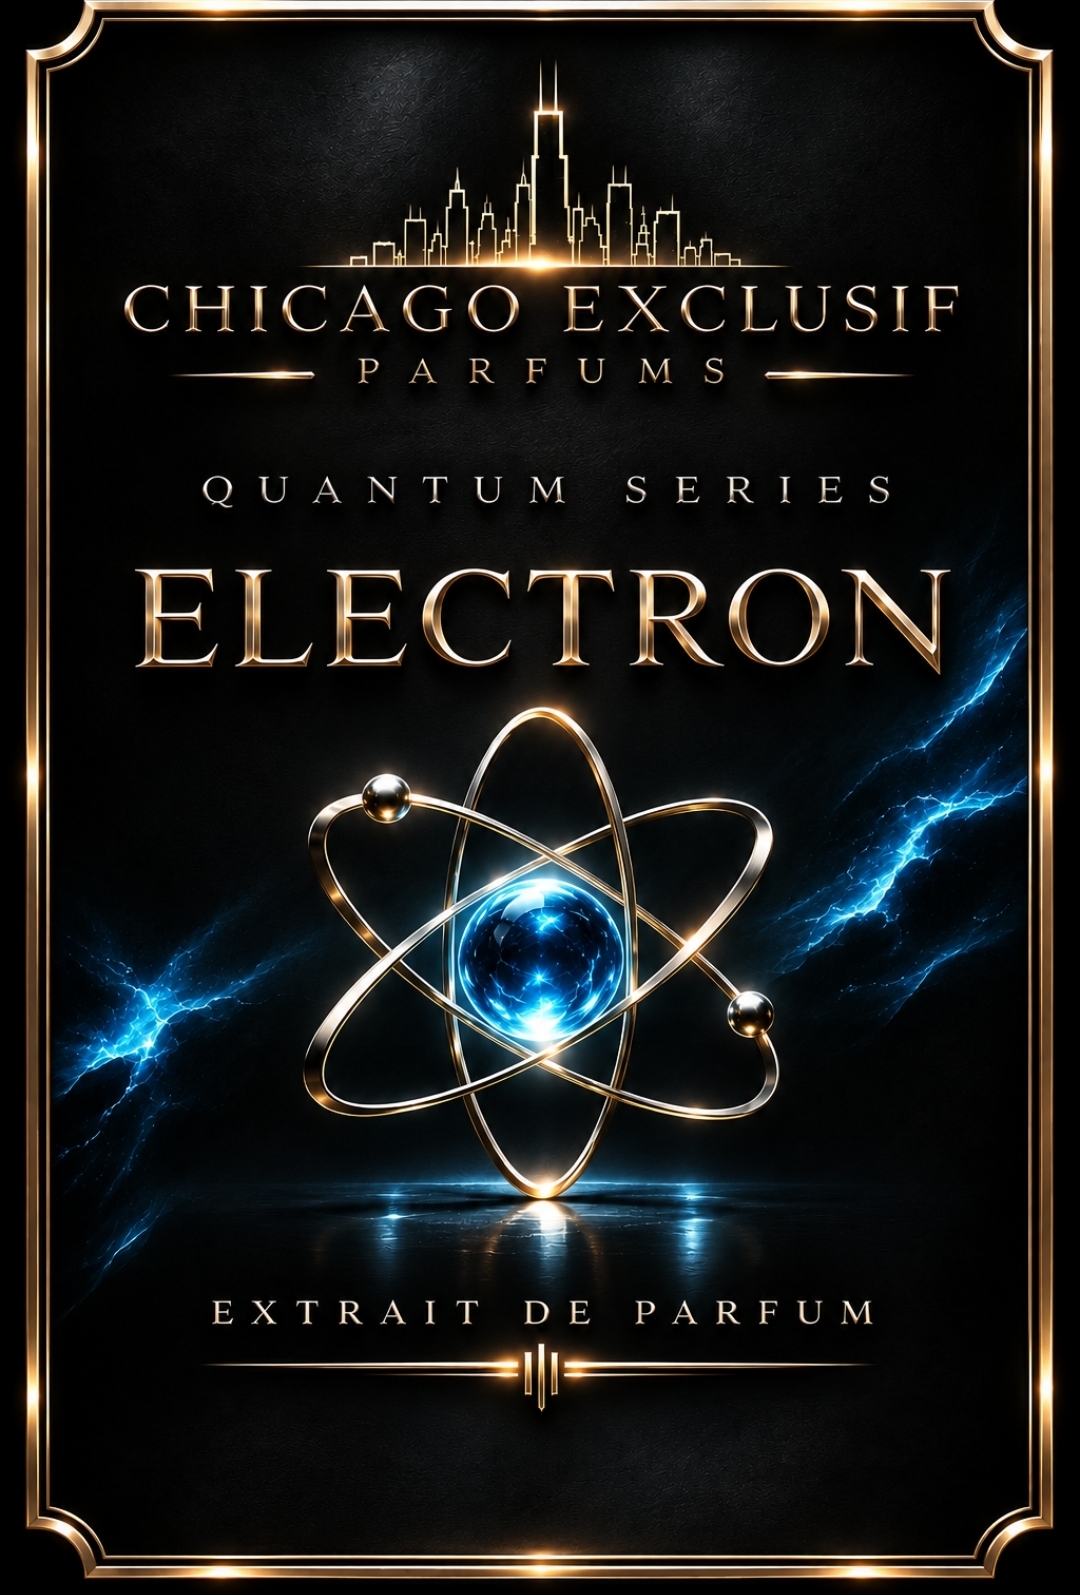 CHICAGO EXCLUSIF
PARFUMS
QUANTUM SERIES
ELECTRON
EXTRAIT DE PARFUM